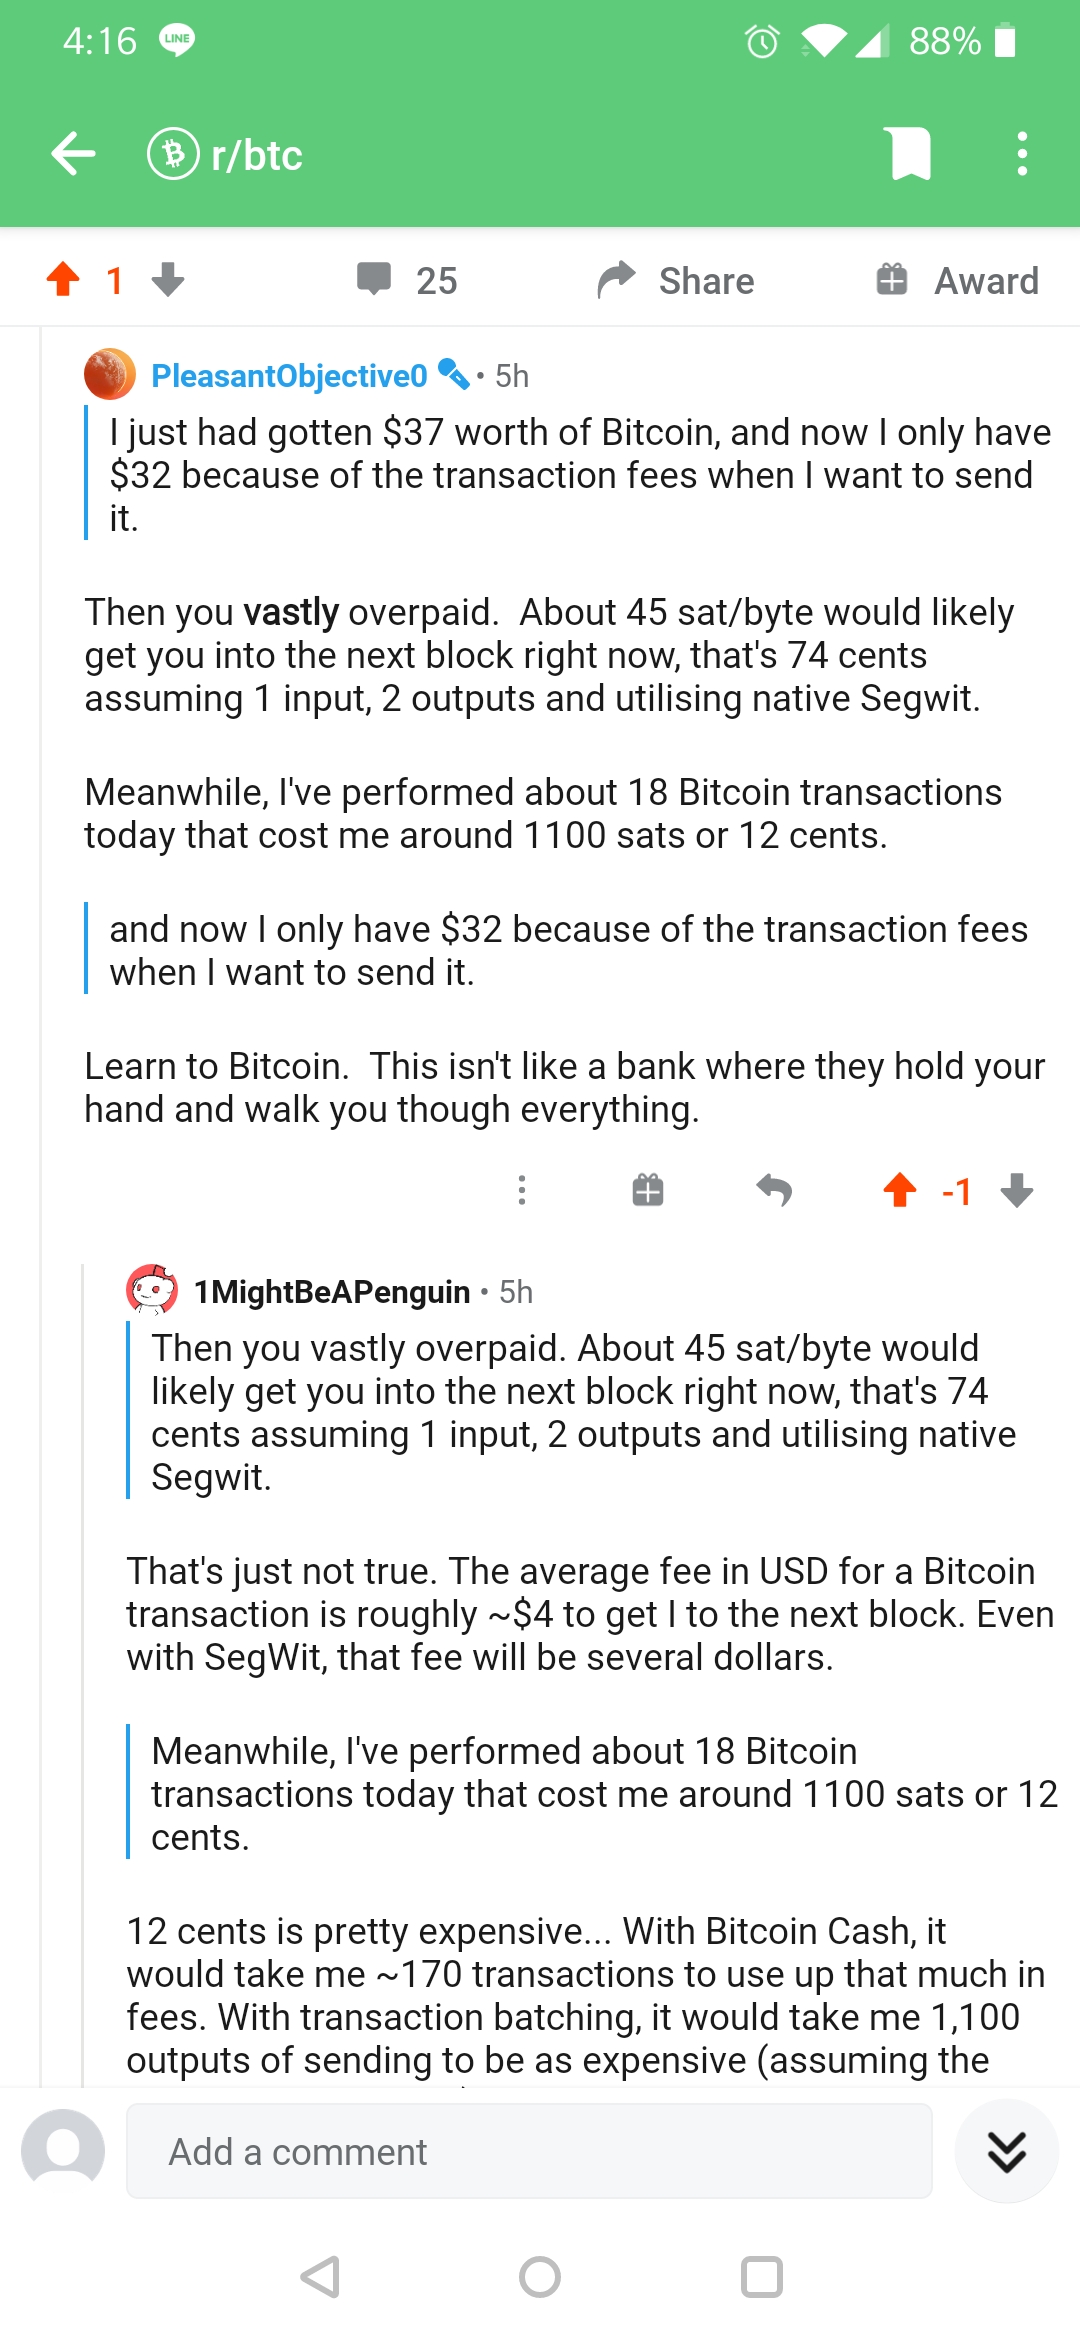 4:16 LINE 88%
r/btc
1 25 Share Award
PleasantObjective0 • 5h
I just had gotten $37 worth of Bitcoin, and now I only have
$32 because of the transaction fees when I want to send
it.
Then you vastly overpaid.  About 45 sat/byte would likely
get you into the next block right now, that's 74 cents
assuming 1 input, 2 outputs and utilising native Segwit.
Meanwhile, I've performed about 18 Bitcoin transactions
today that cost me around 1100 sats or 12 cents.
and now I only have $32 because of the transaction fees
when I want to send it.
Learn to Bitcoin.  This isn't like a bank where they hold your
hand and walk you though everything.
-1
1MightBeAPenguin • 5h
Then you vastly overpaid. About 45 sat/byte would
likely get you into the next block right now, that's 74
cents assuming 1 input, 2 outputs and utilising native
Segwit.
That's just not true. The average fee in USD for a Bitcoin
transaction is roughly ~$4 to get I to the next block. Even
with SegWit, that fee will be several dollars.
Meanwhile, I've performed about 18 Bitcoin
transactions today that cost me around 1100 sats or 12
cents.
12 cents is pretty expensive... With Bitcoin Cash, it
would take me ~170 transactions to use up that much in
fees. With transaction batching, it would take me 1,100
outputs of sending to be as expensive (assuming the
Add a comment